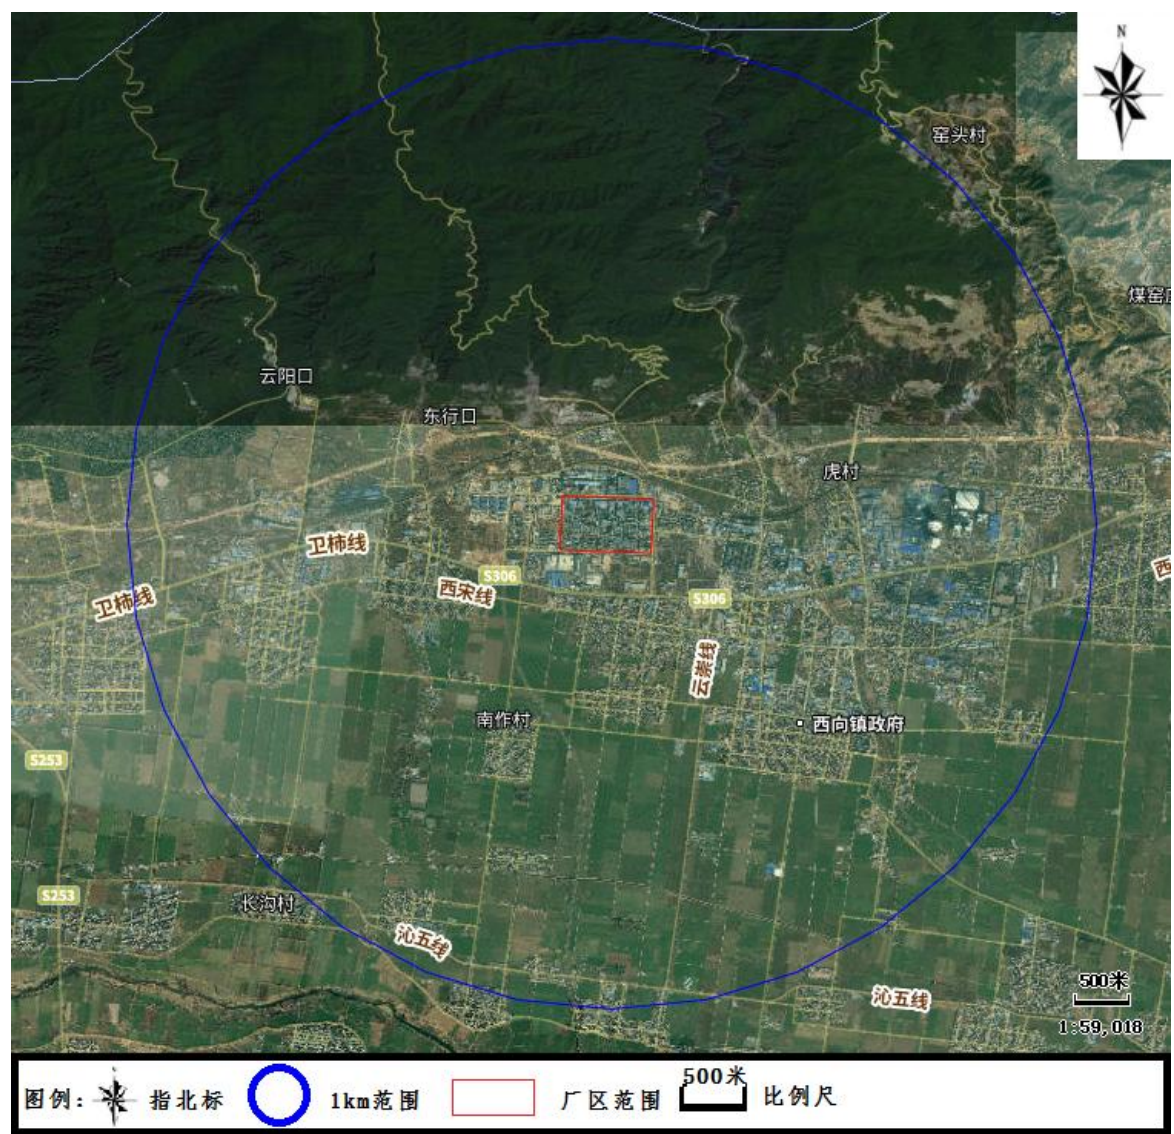 N
窑头村
煤窑
云阳口
东行口
虎村
卫柿线
S306
西宋线
西
卫柿线
S306
云崇线
南作村
西向镇政府
S253
S253
长沟村
沁五线
500米
沁五线
1:59,018
图例: 指北标 1km范围 厂区范围 500米 比例尺